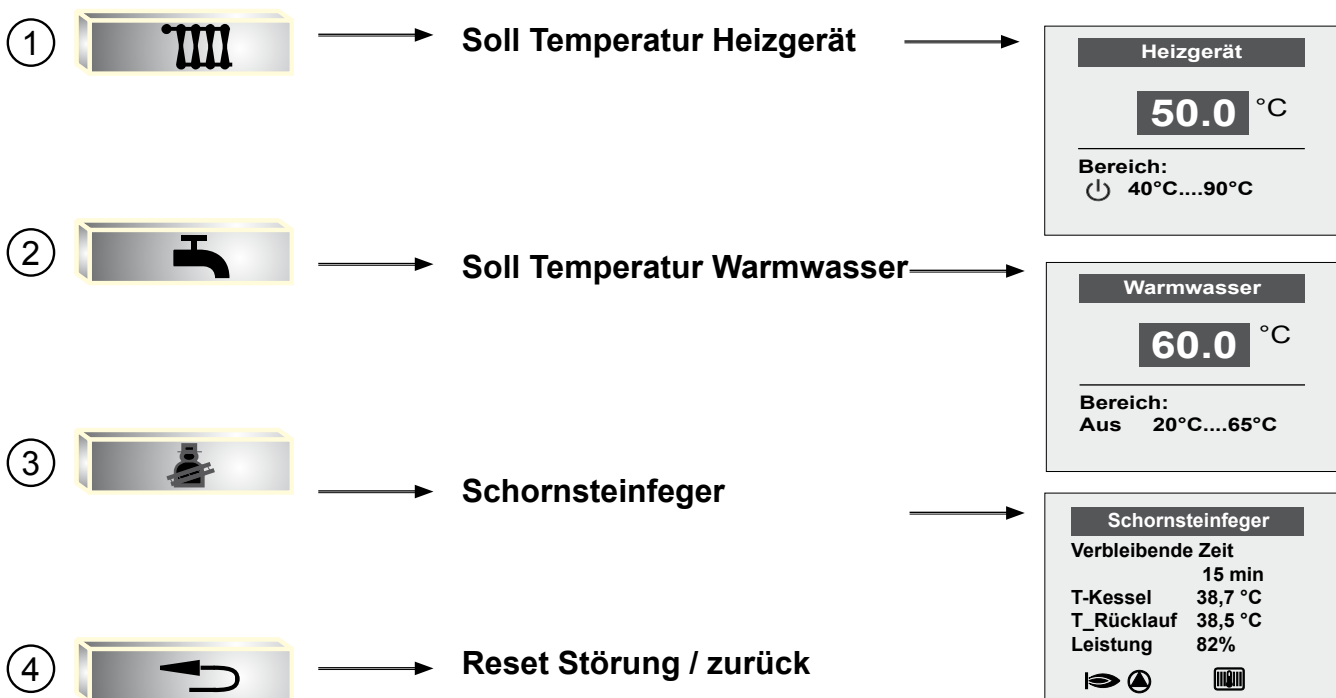 1
Soll Temperatur Heizgerät
Heizgerät
50.0 °C
Bereich:
40°C....90°C
2
Soll Temperatur Warmwasser
Warmwasser
60.0 °C
Bereich:
Aus 20°C....65°C
3
Schornsteinfeger
Schornsteinfeger
Verbleibende Zeit
15 min
T-Kessel 38,7 °C
T_Rücklauf 38,5 °C
Leistung 82%
4
Reset Störung / zurück